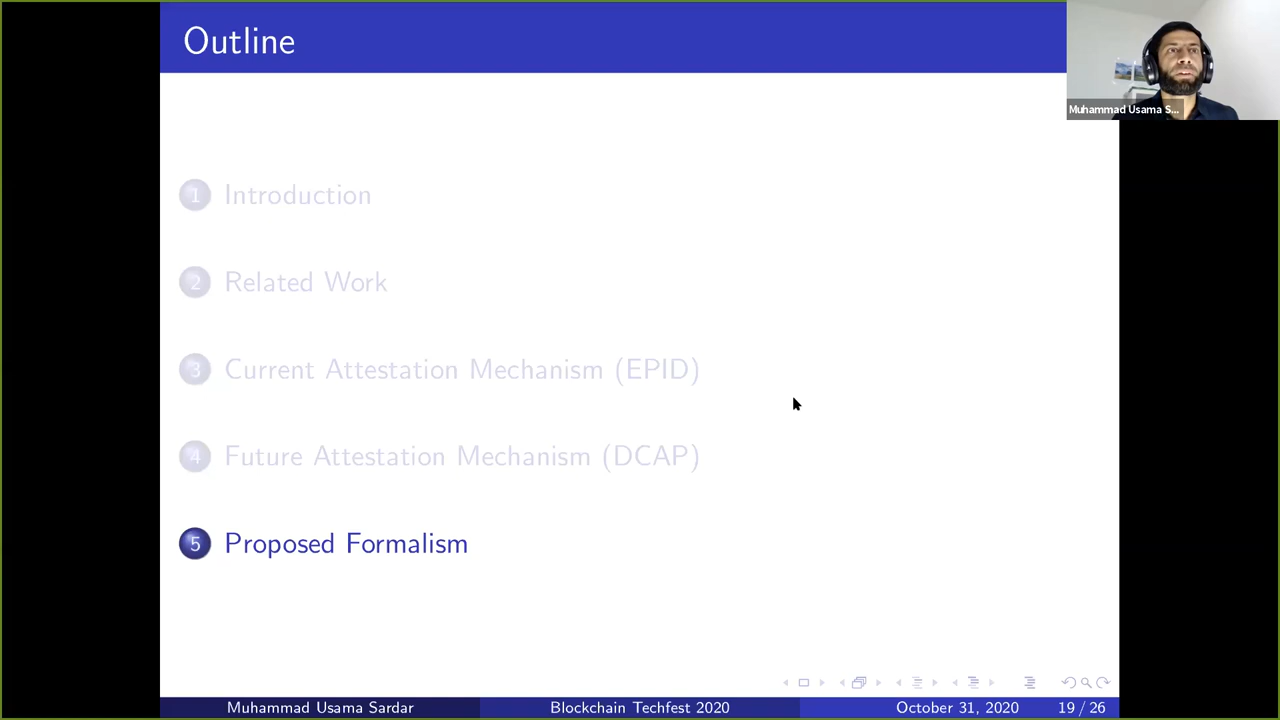 Outline
Muhammad Usama S...
1 Introduction
2 Related Work
3 Current Attestation Mechanism (EPID)
4 Future Attestation Mechanism (DCAP)
5 Proposed Formalism
Muhammad Usama Sardar Blockchain Techfest 2020 October 31, 2020 19 / 26